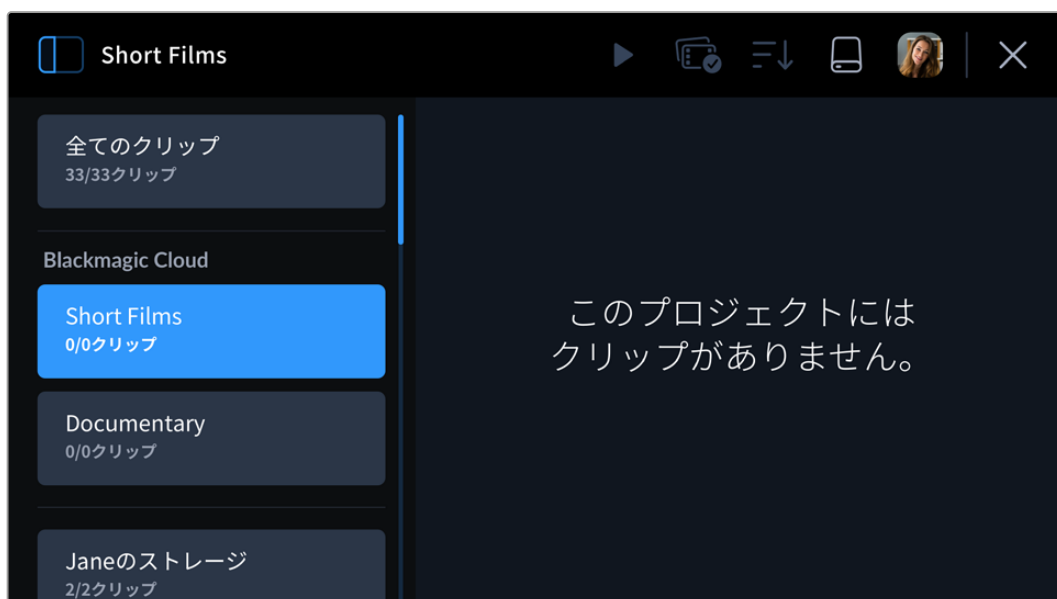 Short Films
全てのクリップ
33/33クリップ
Blackmagic Cloud
Short Films
0/0クリップ
Documentary
0/0クリップ
Janeのストレージ
2/2クリップ
このプロジェクトには
クリップがありません。